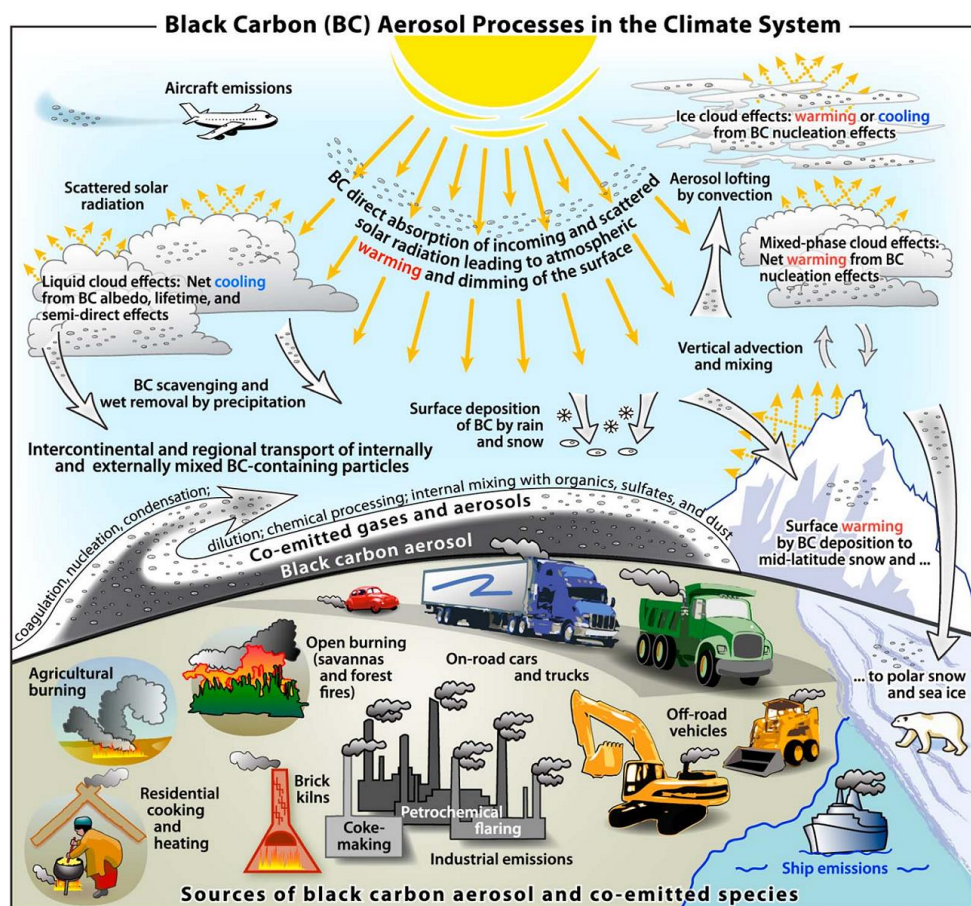 Black Carbon (BC) Aerosol Processes in the Climate System
Aircraft emissions
Ice cloud effects: warming or cooling
from BC nucleation effects
BC direct absorption of incoming and scattered
solar radiation leading to atmospheric
warming and dimming of the surface
Scattered solar
radiation
Aerosol lofting
by convection
Mixed-phase cloud effects:
Net warming from BC
nucleation effects
Liquid cloud effects: Net cooling
from BC albedo, lifetime, and
semi-direct effects
Vertical advection
and mixing
BC scavenging and
wet removal by precipitation
Surface deposition
of BC by rain
and snow
Intercontinental and regional transport of internally
and externally mixed BC-containing particles
coagulation, nucleation, condensation;
dilution; chemical processing; internal mixing with organics, sulfates, and dust
Co-emitted gases and aerosols
Black carbon aerosol
Surface warming
by BC deposition to
mid-latitude snow and ...
... to polar snow
and sea ice
Agricultural
burning
Open burning
(savannas
and forest
fires)
On-road cars
and trucks
Off-road
vehicles
Residential
cooking
and
heating
Brick
kilns
Coke-
making
Petrochemical
flaring
Industrial emissions
Ship emissions
Sources of black carbon aerosol and co-emitted species